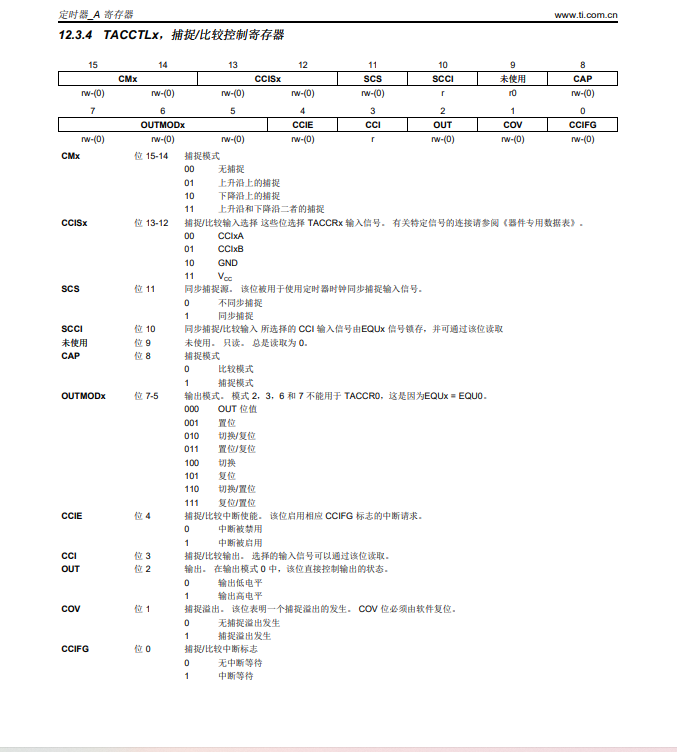 定时器_A 寄存器 www.ti.com.cn
12.3.4 TACCTLx，捕捉/比较控制寄存器
15 14 13 12 11 10 9 8
CMx CCISx SCS SCCI 未使用 CAP
rw-(0) rw-(0) rw-(0) rw-(0) rw-(0) r r0 rw-(0)
7 6 5 4 3 2 1 0
OUTMODx CCIE CCI OUT COV CCIFG
rw-(0) rw-(0) rw-(0) rw-(0) r rw-(0) rw-(0) rw-(0)
CMx 位 15-14 捕捉模式
00 无捕捉
01 上升沿上的捕捉
10 下降沿上的捕捉
11 上升沿和下降沿二者的捕捉
CCISx 位 13-12 捕捉/比较输入选择 这些位选择 TACCRx 输入信号。 有关特定信号的连接请参阅《器件专用数据表》。
00 CCIxA
01 CCIxB
10 GND
11 VCC
SCS 位 11 同步捕捉源。 该位被用于使用定时器时钟同步捕捉输入信号。
0 不同步捕捉
1 同步捕捉
SCCI 位 10 同步捕捉/比较输入 所选择的 CCI 输入信号由EQUx 信号锁存，并可通过该位读取
未使用 位 9 未使用。 只读。 总是读取为 0。
CAP 位 8 捕捉模式
0 比较模式
1 捕捉模式
OUTMODx 位 7-5 输出模式。 模式 2，3，6 和 7 不能用于 TACCR0，这是因为EQUx = EQU0。
000 OUT 位值
001 置位
010 切换/复位
011 置位/复位
100 切换
101 复位
110 切换/置位
111 复位/置位
CCIE 位 4 捕捉/比较中断使能。 该位启用相应 CCIFG 标志的中断请求。
0 中断被禁用
1 中断被启用
CCI 位 3 捕捉/比较输出。 选择的输入信号可以通过该位读取。
OUT 位 2 输出。 在输出模式 0 中，该位直接控制输出的状态。
0 输出低电平
1 输出高电平
COV 位 1 捕捉溢出。 该位表明一个捕捉溢出的发生。 COV 位必须由软件复位。
0 无捕捉溢出发生
1 捕捉溢出发生
CCIFG 位 0 捕捉/比较中断标志
0 无中断等待
1 中断等待